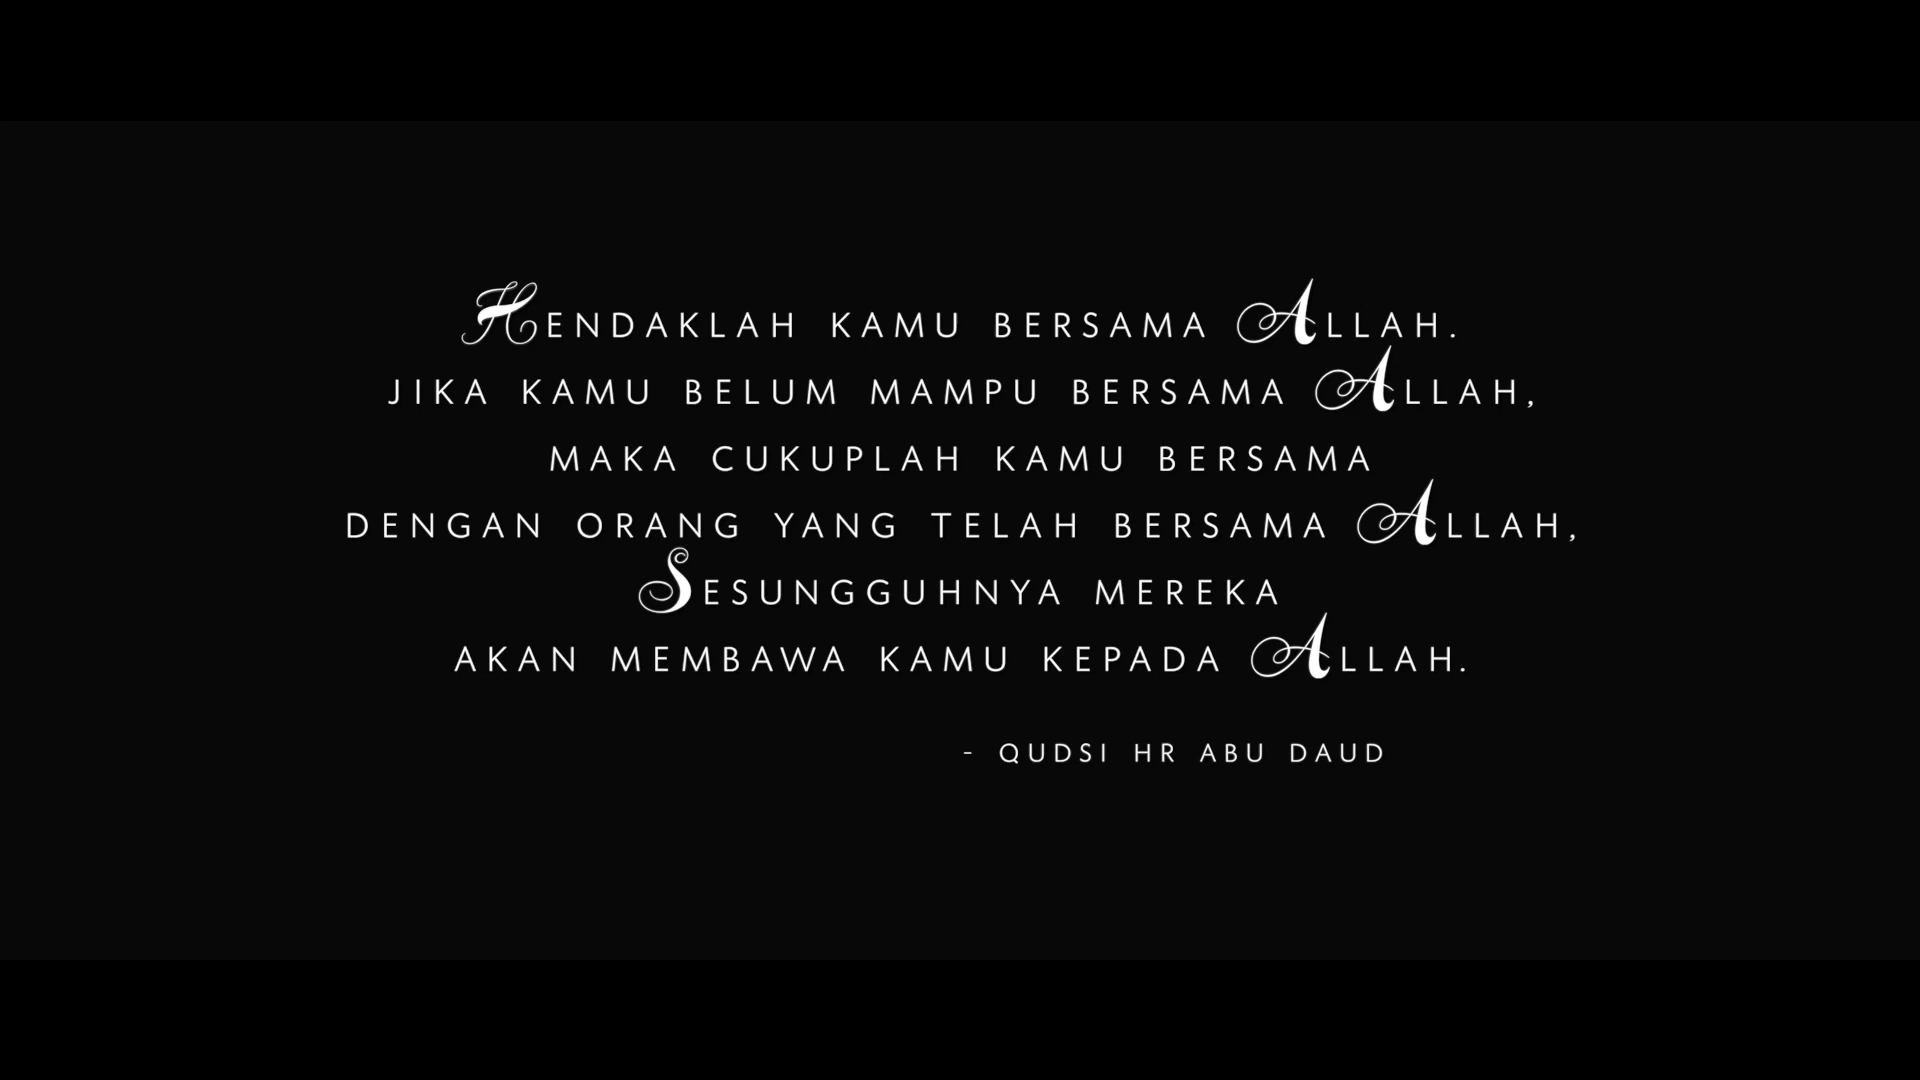 Hendaklah kamu bersama Allah.
jika kamu belum mampu bersama Allah,
maka cukuplah kamu bersama
dengan orang yang telah bersama Allah,
Sesungguhnya mereka
akan membawa kamu kepada Allah.
- QUDSI HR ABU DAUD